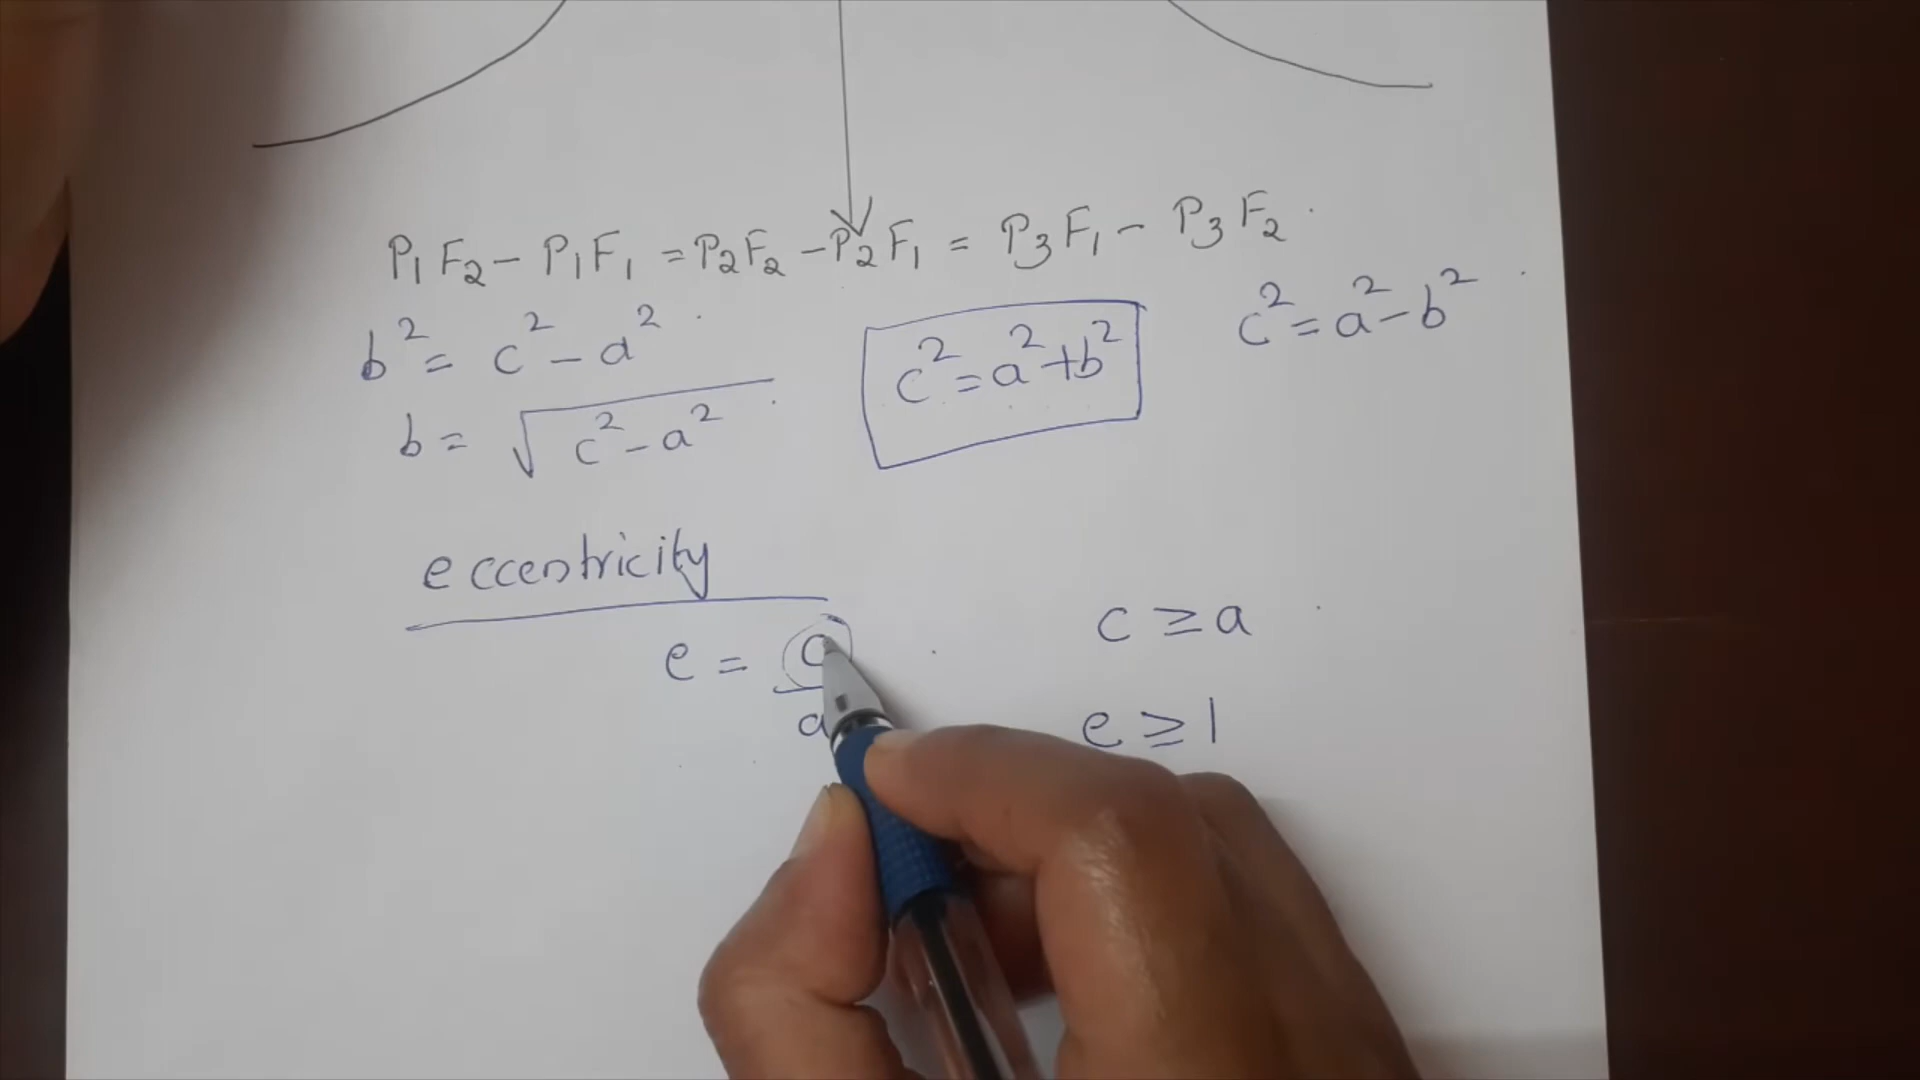 P₁F₂ - P₁F₁ = P₂F₂ - P₂F₁ = P₃F₁ - P₃F₂.
b² = c² - a².
c² = a² + b²
c² = a² - b²
b = √(c² - a²)
eccentricity
e = c/a
c ≥ a
e ≥ 1